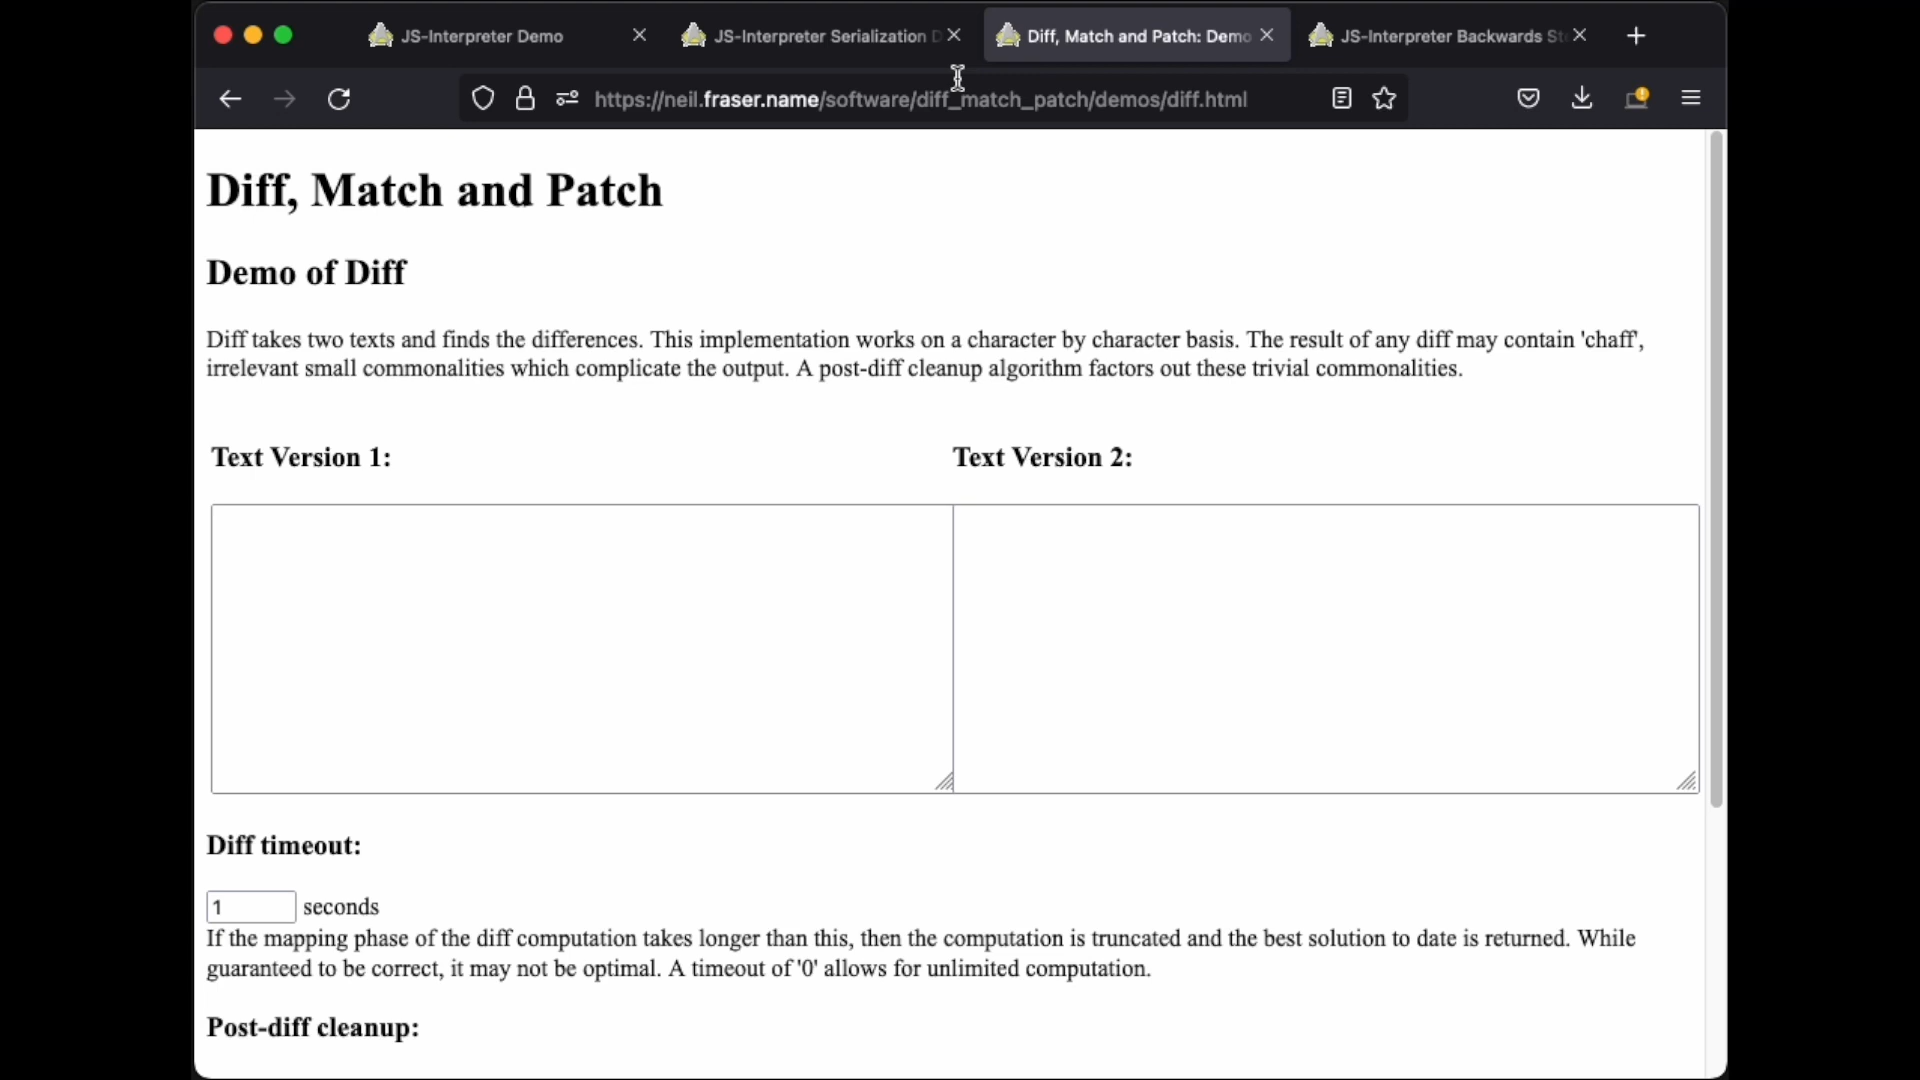 JS-Interpreter Demo
JS-Interpreter Serialization D
Diff, Match and Patch: Demo
JS-Interpreter Backwards St
https://neil.fraser.name/software/diff_match_patch/demos/diff.html
Diff, Match and Patch
Demo of Diff
Diff takes two texts and finds the differences. This implementation works on a character by character basis. The result of any diff may contain 'chaff',
irrelevant small commonalities which complicate the output. A post-diff cleanup algorithm factors out these trivial commonalities.
Text Version 1:
Text Version 2:
Diff timeout:
1 seconds
If the mapping phase of the diff computation takes longer than this, then the computation is truncated and the best solution to date is returned. While
guaranteed to be correct, it may not be optimal. A timeout of '0' allows for unlimited computation.
Post-diff cleanup: